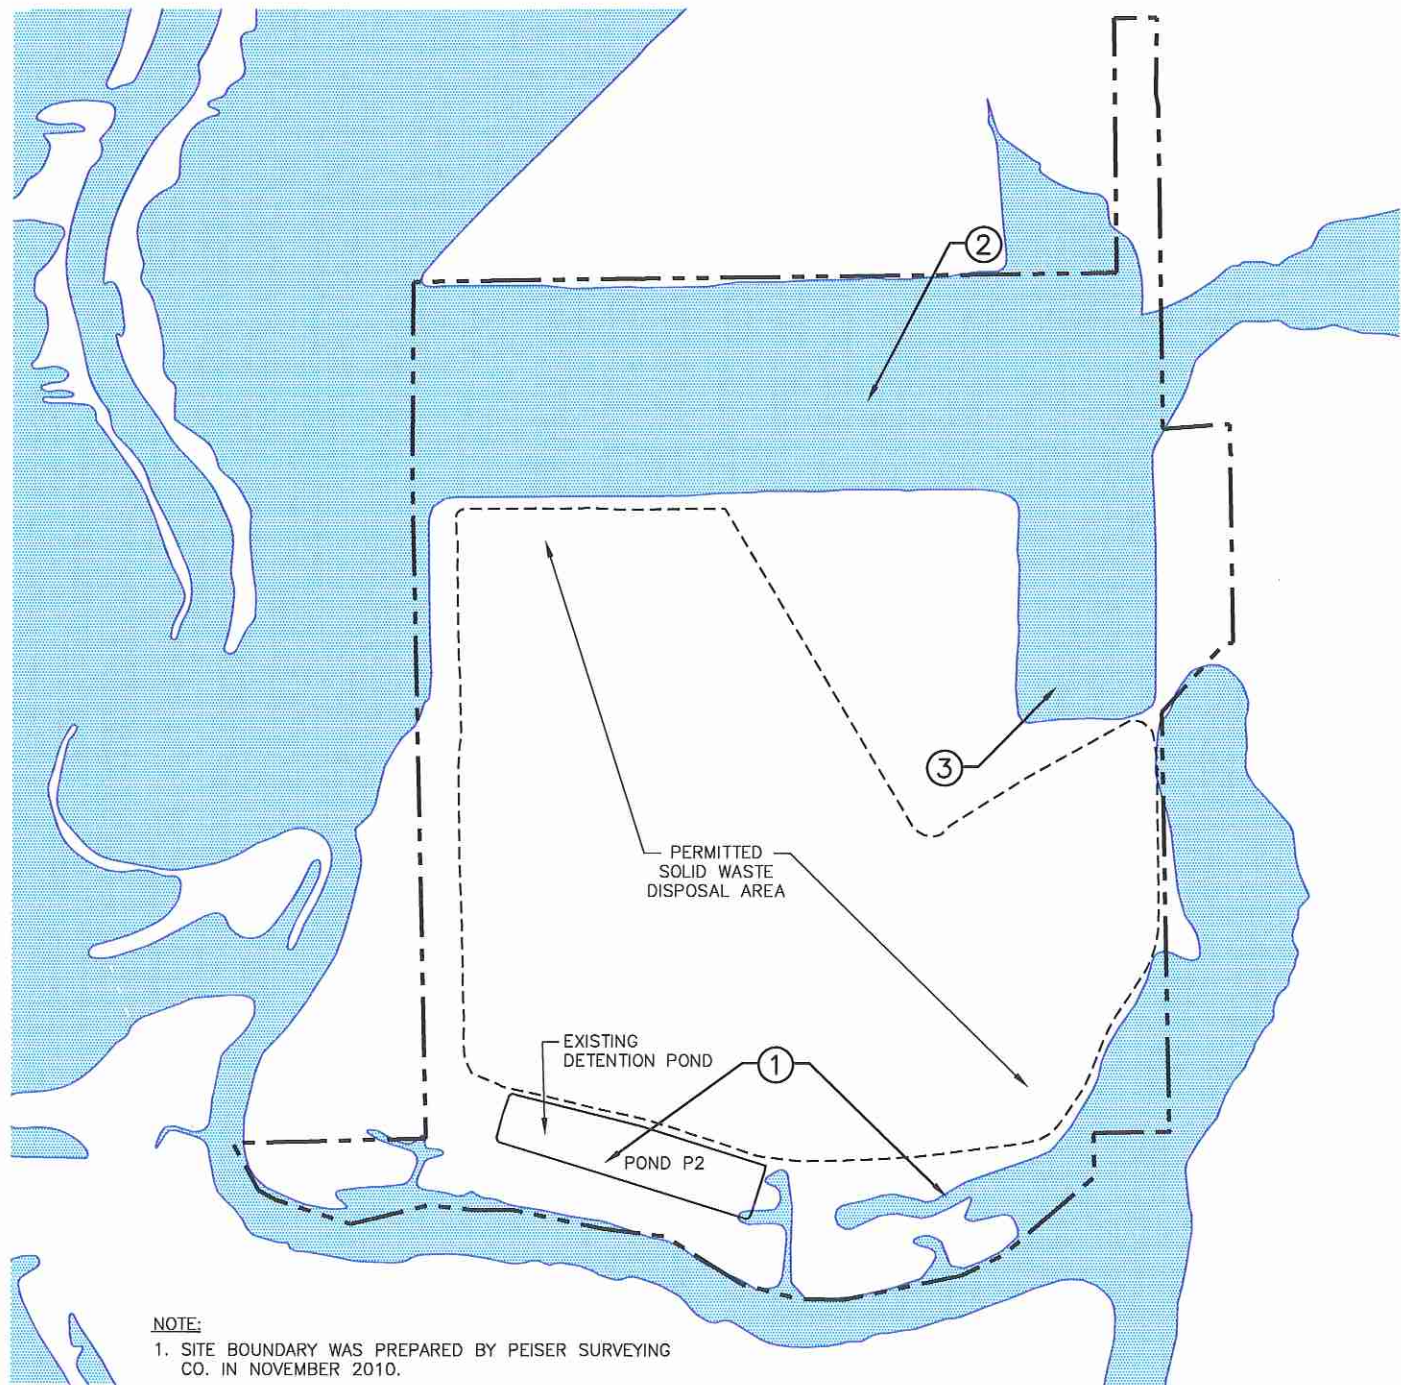 2
3
PERMITTED
SOLID WASTE
DISPOSAL AREA
EXISTING
DETENTION POND
1
POND P2
NOTE:
1. SITE BOUNDARY WAS PREPARED BY PEISER SURVEYING
CO. IN NOVEMBER 2010.